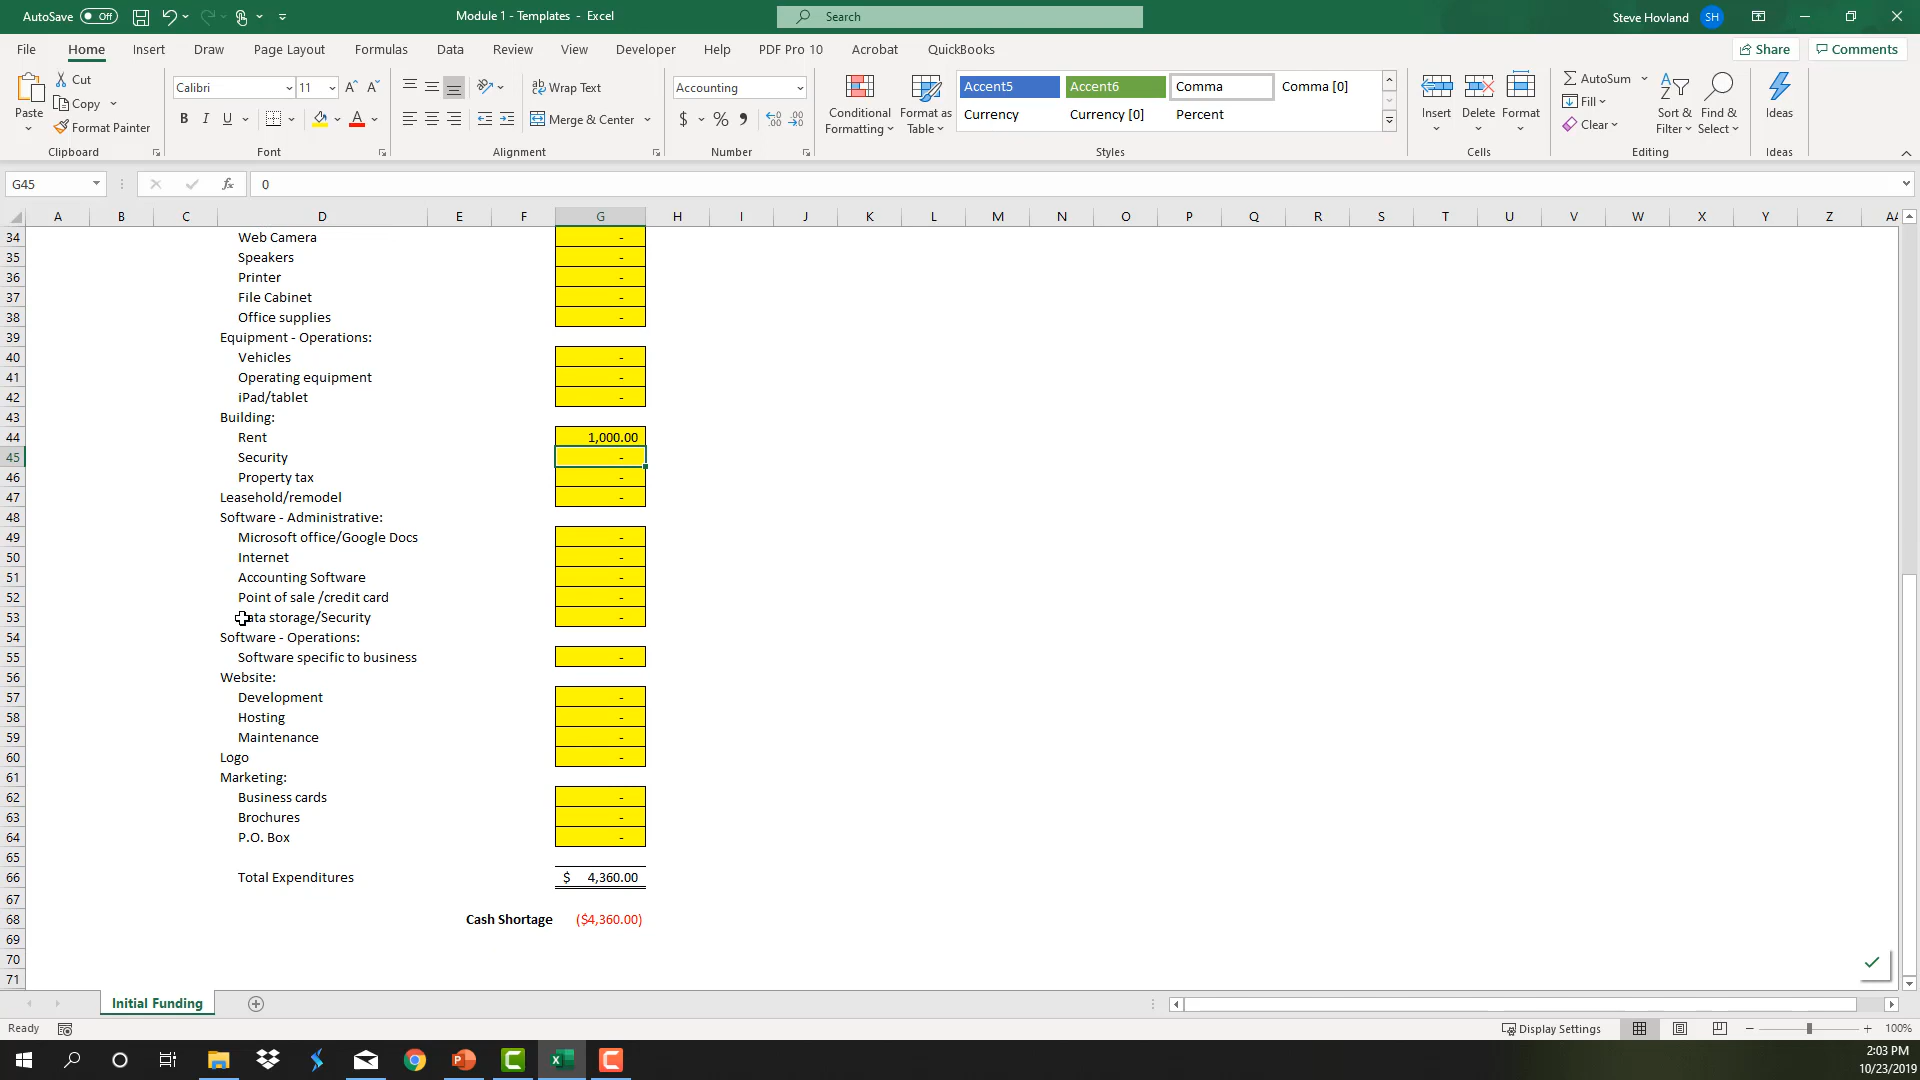 AutoSave Off Module 1 - Templates - Excel Search Steve Hovland SH
File Home Insert Draw Page Layout Formulas Data Review View Developer Help PDF Pro 10 Acrobat QuickBooks Share Comments
Paste Cut Copy Format Painter Clipboard
Calibri 11 A A B I U A Font
Wrap Text Merge & Center Alignment
Accounting $ % Number
Conditional Formatting Format as Table Accent5 Accent6 Comma Comma [0] Currency Currency [0] Percent Styles
Insert Delete Format Cells
AutoSum Fill Clear Sort & Filter Find & Select Editing
Ideas Ideas
G45 fx 0
A B C D E F G H I J K L M N O P Q R S T U V W X Y Z AA
34 Web Camera -
35 Speakers -
36 Printer -
37 File Cabinet -
38 Office supplies -
39 Equipment - Operations:
40 Vehicles -
41 Operating equipment -
42 iPad/tablet -
43 Building:
44 Rent 1,000.00
45 Security -
46 Property tax -
47 Leasehold/remodel -
48 Software - Administrative:
49 Microsoft office/Google Docs -
50 Internet -
51 Accounting Software -
52 Point of sale /credit card -
53 Data storage/Security -
54 Software - Operations:
55 Software specific to business -
56 Website:
57 Development -
58 Hosting -
59 Maintenance -
60 Logo -
61 Marketing:
62 Business cards -
63 Brochures -
64 P.O. Box -
65
66 Total Expenditures $ 4,360.00
67
68 Cash Shortage ($4,360.00)
69
70
71
Initial Funding
Ready Display Settings 100%
2:03 PM
10/23/2019